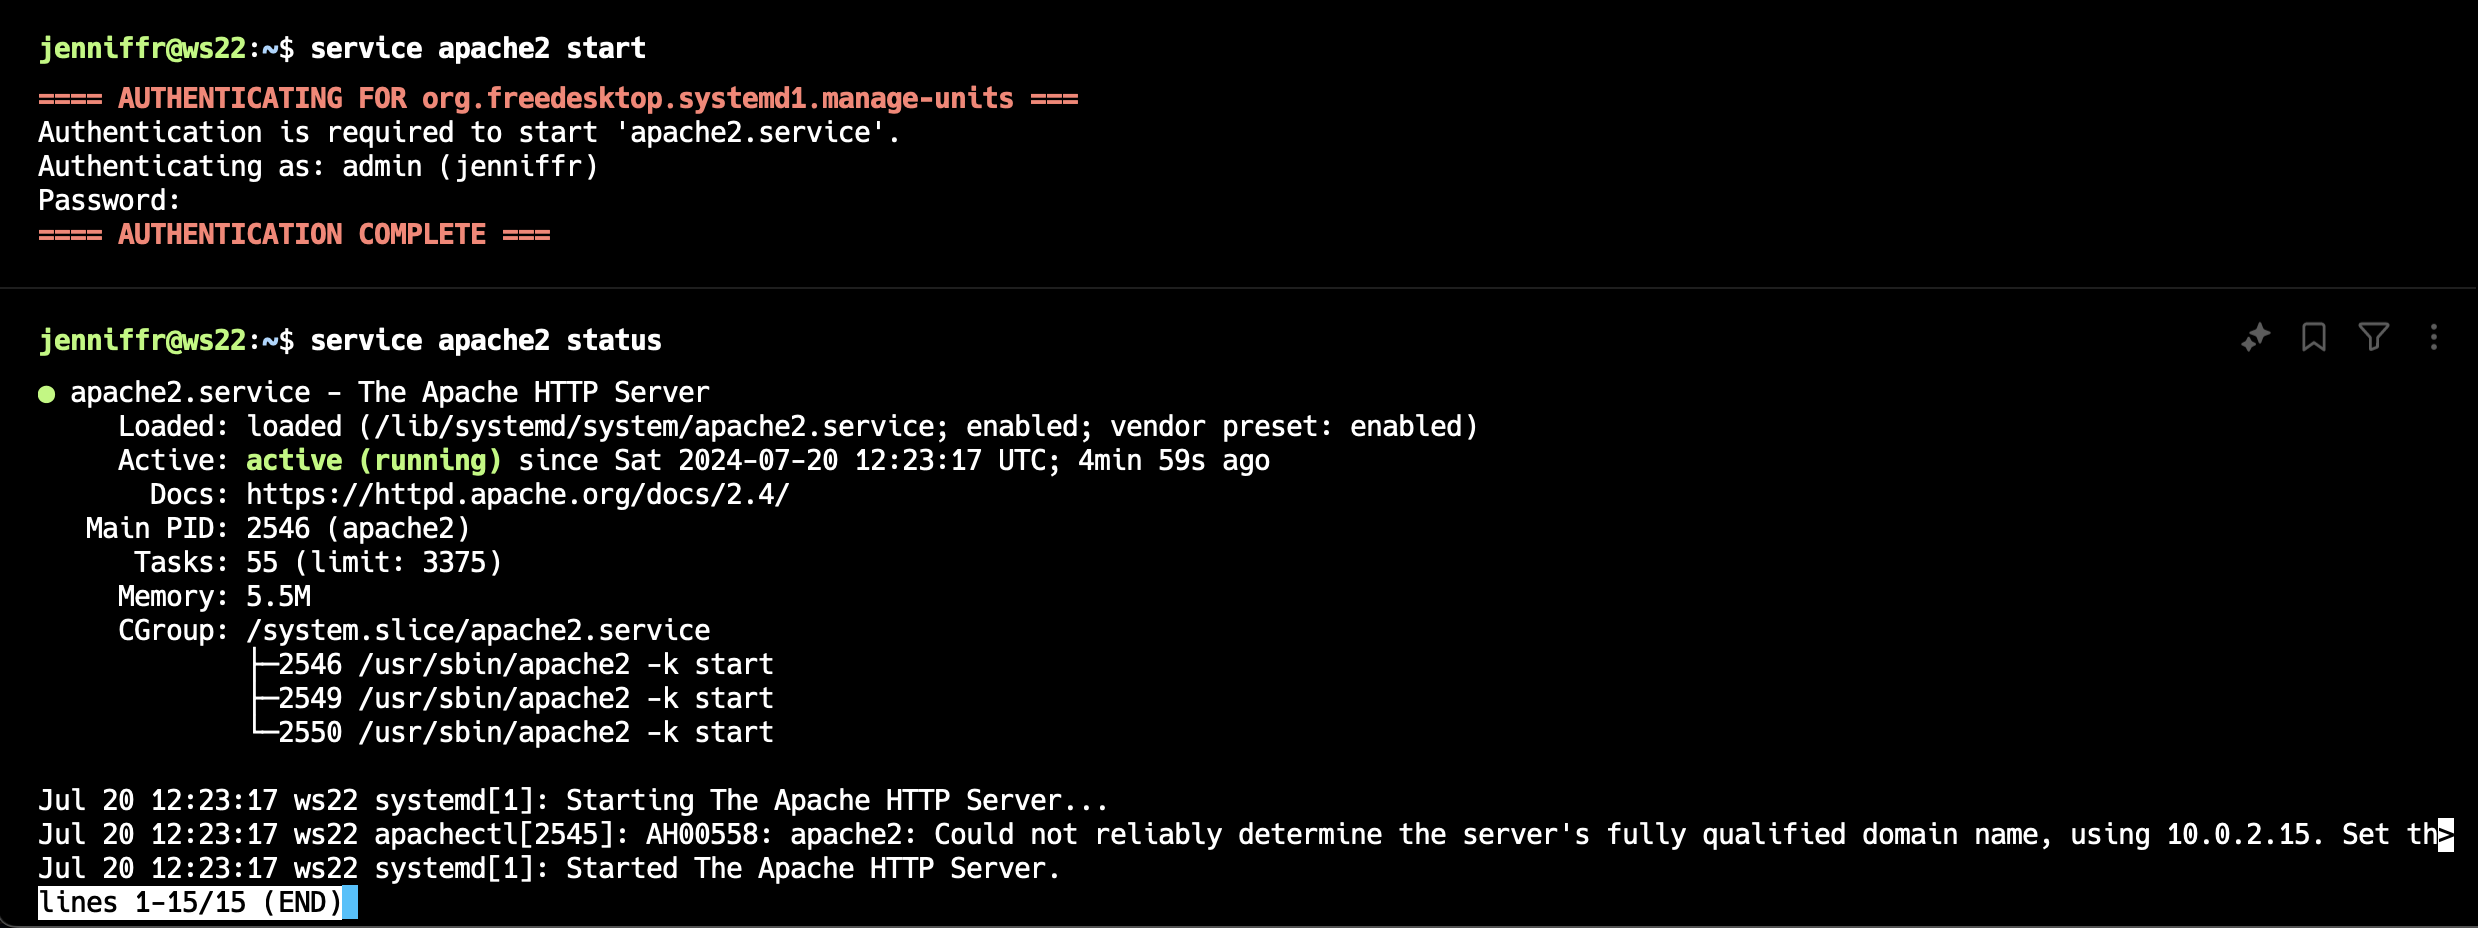 jenniffr@ws22:~$ service apache2 start
==== AUTHENTICATING FOR org.freedesktop.systemd1.manage-units ===
Authentication is required to start 'apache2.service'.
Authenticating as: admin (jenniffr)
Password:
==== AUTHENTICATION COMPLETE ===
jenniffr@ws22:~$ service apache2 status
● apache2.service - The Apache HTTP Server
     Loaded: loaded (/lib/systemd/system/apache2.service; enabled; vendor preset: enabled)
     Active: active (running) since Sat 2024-07-20 12:23:17 UTC; 4min 59s ago
       Docs: https://httpd.apache.org/docs/2.4/
   Main PID: 2546 (apache2)
      Tasks: 55 (limit: 3375)
     Memory: 5.5M
     CGroup: /system.slice/apache2.service
             ├─2546 /usr/sbin/apache2 -k start
             ├─2549 /usr/sbin/apache2 -k start
             └─2550 /usr/sbin/apache2 -k start
Jul 20 12:23:17 ws22 systemd[1]: Starting The Apache HTTP Server...
Jul 20 12:23:17 ws22 apachectl[2545]: AH00558: apache2: Could not reliably determine the server's fully qualified domain name, using 10.0.2.15. Set th>
Jul 20 12:23:17 ws22 systemd[1]: Started The Apache HTTP Server.
lines 1-15/15 (END)